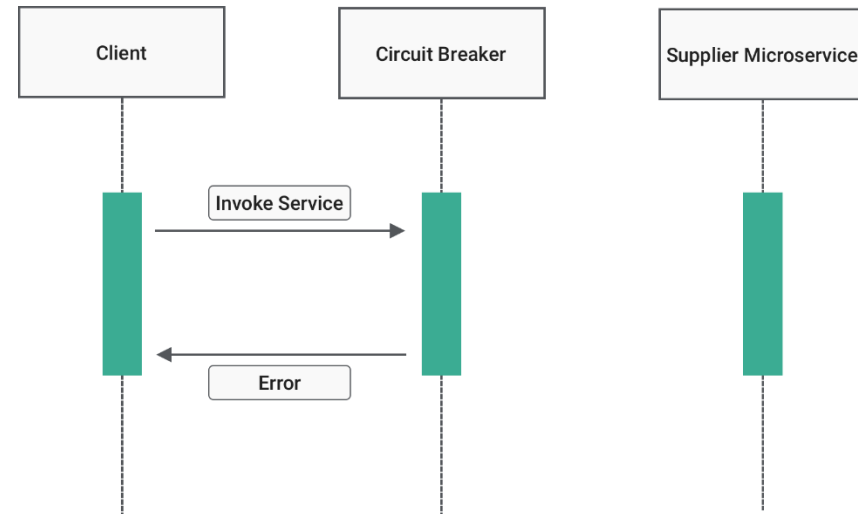 Client
Circuit Breaker
Supplier Microservice
Invoke Service
Error